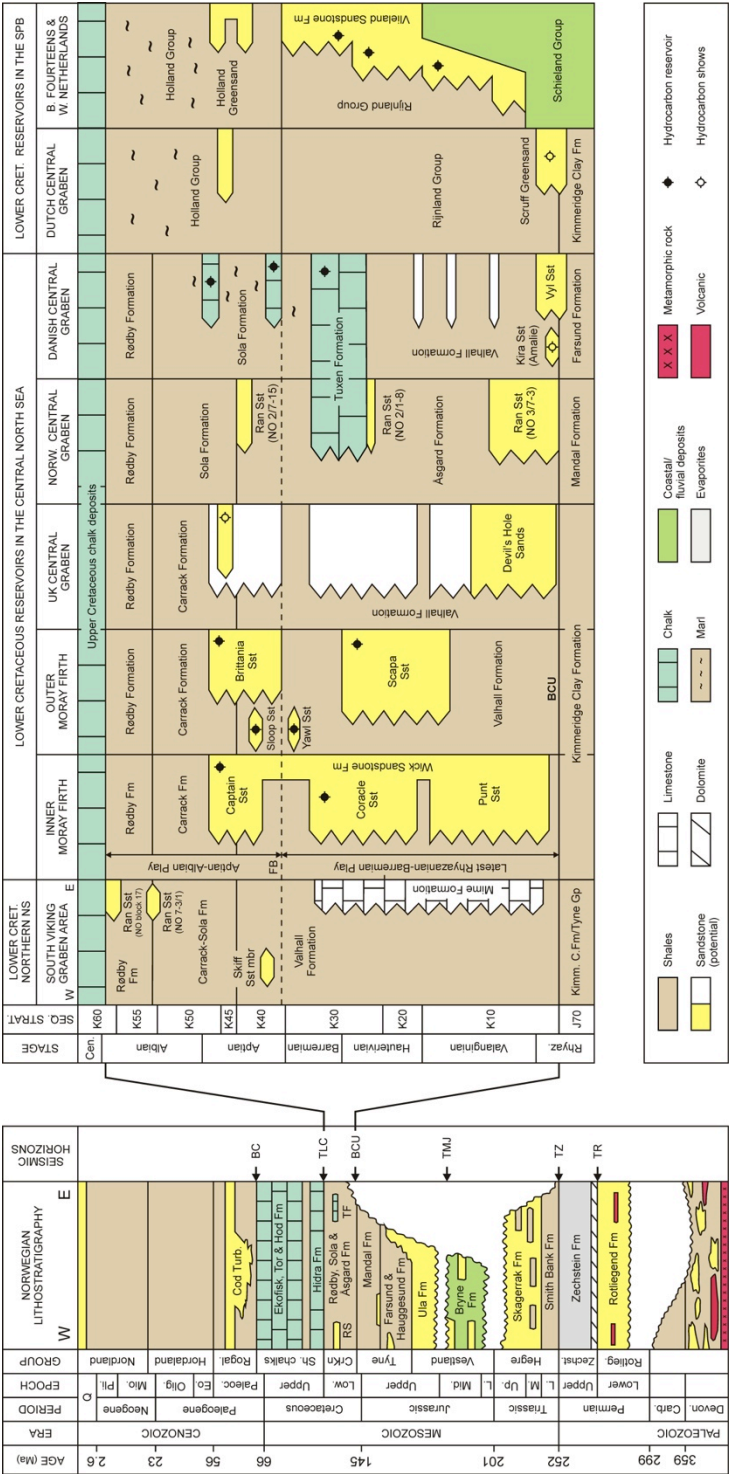 AGE (Ma)
ERA
PERIOD
EPOCH
GROUP
NORWEGIAN
LITHOSTRATIGRAPHY
W
E
SEISMIC
HORIZONS
2.6
23
56
66
145
201
252
299
359
CENOZOIC
MESOZOIC
PALEOZOIC
Neogene
Paleogene
Cretaceous
Jurassic
Triassic
Permian
Carb.
Devon.
Q
Pli.
Mio.
Olig.
Eo.
Paleoc.
Upper
Low.
Upper
Mid.
L.
Up.
M.
L.
Upper
Lower
Nordland
Hordaland
Rogal.
Sh. chalks
CrKn
Tyne
Vestland
Hegre
Zechst.
Rotlieg.
Cod Turb.
Ekofisk, Tor & Hod Fm
Hidra Fm
Rødby, Sola &
Åsgard Fm
RS
TF
Mandal Fm
Farsund &
Hauggesund Fm
Ula Fm
Bryne
Fm
Skagerrak Fm
Smith Bank Fm
Zechstein Fm
Rotliegend Fm
BC
TLC
BCU
TMJ
TZ
TR
STAGE
SEQ. STRAT.
LOWER CRET.
NORTHERN NS
SOUTH VIKING
GRABEN AREA
W
E
LOWER CRETACEOUS RESERVOIRS IN THE CENTRAL NORTH SEA
INNER
MORAY FIRTH
OUTER
MORAY FIRTH
UK CENTRAL
GRABEN
NORW. CENTRAL
GRABEN
DANISH CENTRAL
GRABEN
LOWER CRET. RESERVOIRS IN THE SPB
DUTCH CENTRAL
GRABEN
B. FOURTEENS &
W. NETHERLANDS
Cen.
Albian
Aptian
Barremian
Hauterivian
Valanginian
Rhyaz.
K60
K55
K50
K45
K40
K30
K20
K10
J70
Upper Cretaceous chalk deposits
Rødby
Fm
Ran Sst
(NO block 17)
Ran Sst
(NO 7-3/1)
Carrack-Sola Fm
Skiff
Sst mbr
Valhall
Formation
Mime Formation
Kimm. C.Fm/Tyne Gp
Aptian-Albian Play
FB
Latest Rhyazanian-Barremian Play
Rødby Fm
Carrack Fm
Captain
Sst
Wick Sandstone Fm
Coracle
Sst
Punt
Sst
Rødby Formation
Carrack Formation
Brittania
Sst
Sloop Sst
Yawl Sst
Scapa
Sst
Valhall Formation
BCU
Kimmeridge Clay Formation
Rødby Formation
Carrack Formation
Valhall Formation
Devil's Hole
Sands
Rødby Formation
Sola Formation
Ran Sst
(NO 2/7-15)
Tuxen Formation
Ran Sst
(NO 2/1-8)
Åsgard Formation
Ran Sst
(NO 3/7-3)
Mandal Formation
Rødby Formation
Sola Formation
Valhall Formation
Kira Sst
(Amalie)
Vyl Sst
Farsund Formation
Holland Group
Rijnland Group
Scruff Greensand
Kimmeridge Clay Fm
Holland Group
Holland
Greensand
Vlieland Sandstone Fm
Rijnland Group
Schieland Group
Shales
Sandstone
(potential)
Limestone
Dolomite
Chalk
Marl
Coastal/
fluvial deposits
Evaporites
X X X
Metamorphic rock
Volcanic
Hydrocarbon reservoir
Hydrocarbon shows